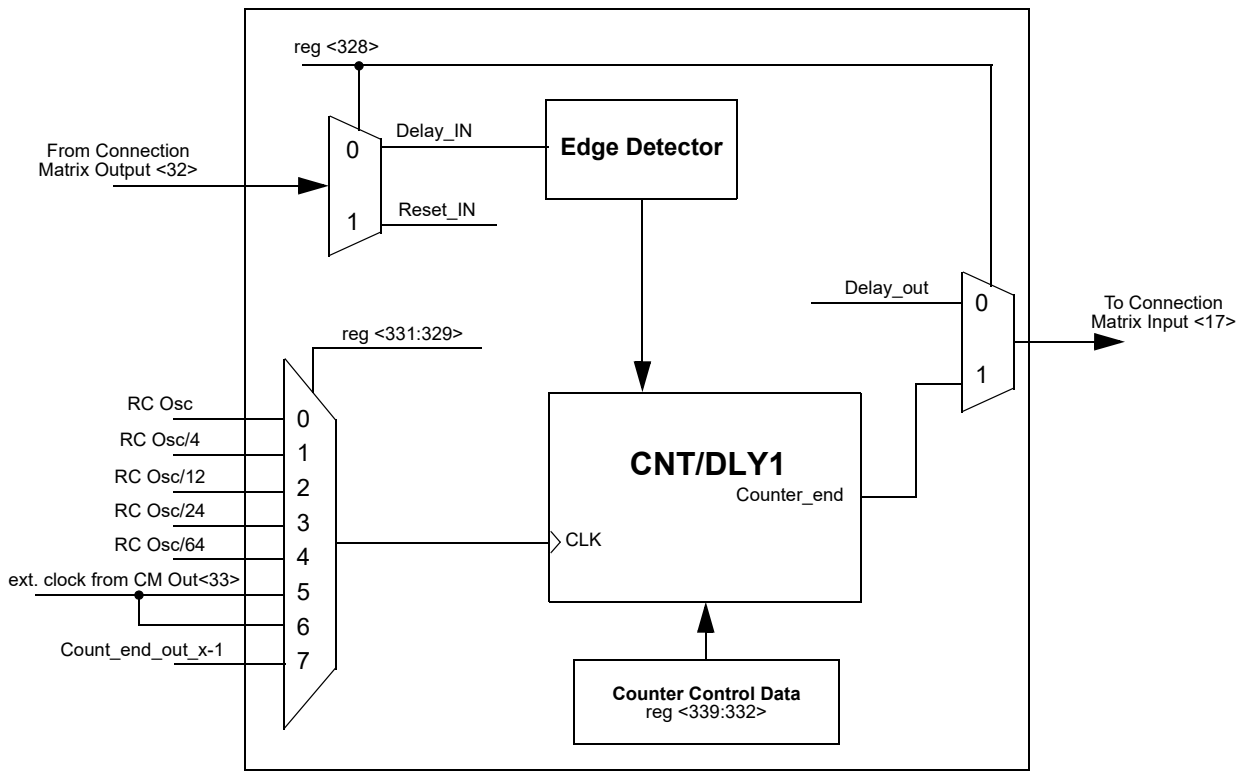 reg <328>
0
1
Delay_IN
Reset_IN
Edge Detector
From Connection
Matrix Output <32>
Delay_out
0
1
To Connection
Matrix Input <17>
reg <331:329>
RC Osc
RC Osc/4
RC Osc/12
RC Osc/24
RC Osc/64
ext. clock from CM Out<33>
Count_end_out_x-1
0
1
2
3
4
5
6
7
CNT/DLY1
Counter_end
CLK
Counter Control Data
reg <339:332>